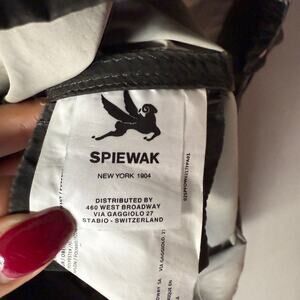 SPIEWAK
NEW YORK 1904
DISTRIBUTED BY
460 WEST BROADWAY
VIA GAGGIOLO 27
STABIO - SWITZERLAND